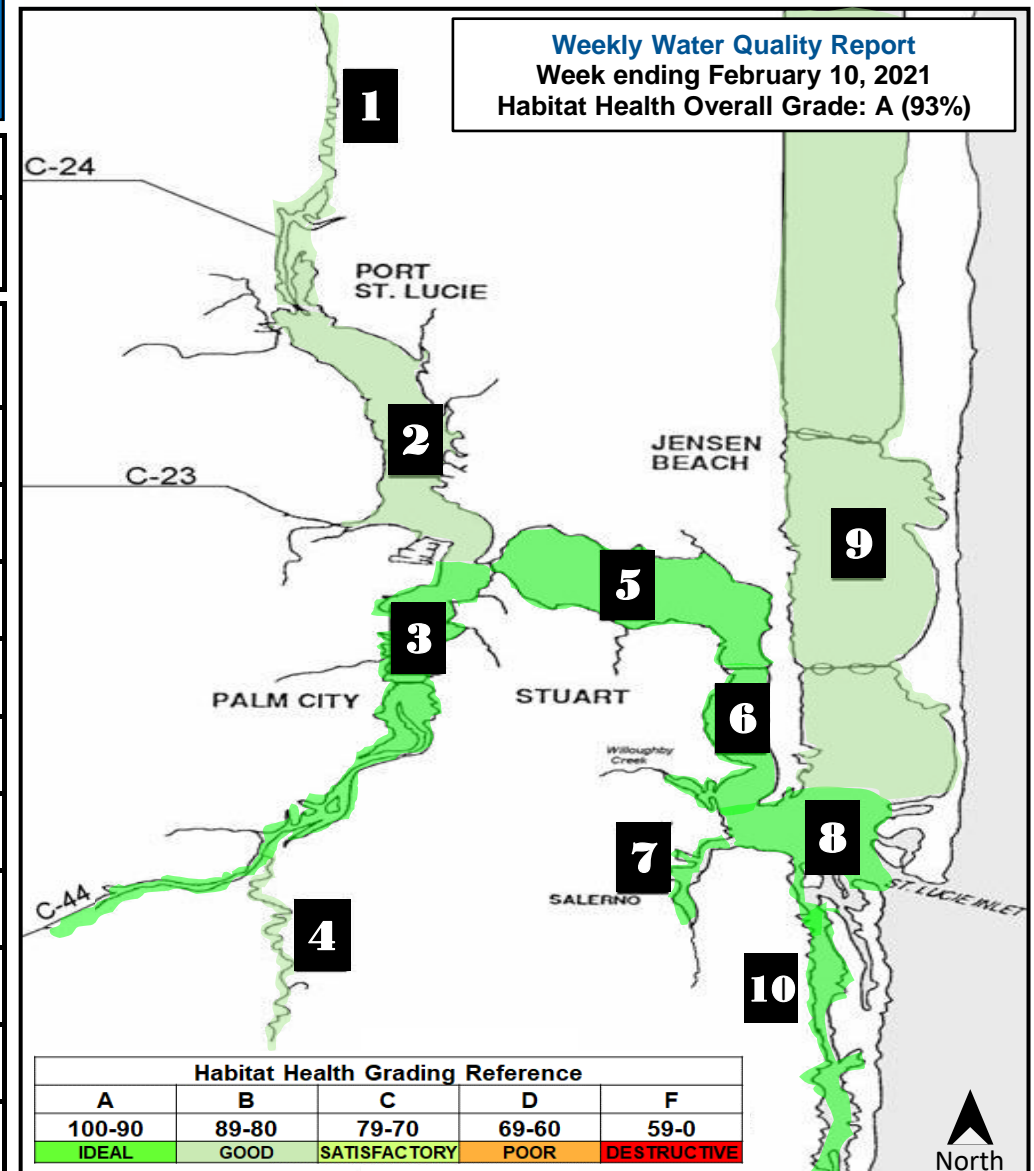 Weekly Water Quality Report
Week ending February 10, 2021
Habitat Health Overall Grade: A (93%)
1
C-24
PORT
ST. LUCIE
2
JENSEN
BEACH
C-23
9
5
3
PALM CITY
STUART
6
Willoughby
Creek
8
7
SALERNO
ST. LUCIE INLET
C-44
4
10
Habitat Health Grading Reference
A B C D F
100-90 89-80 79-70 69-60 59-0
IDEAL GOOD SATISFACTORY POOR DESTRUCTIVE
North